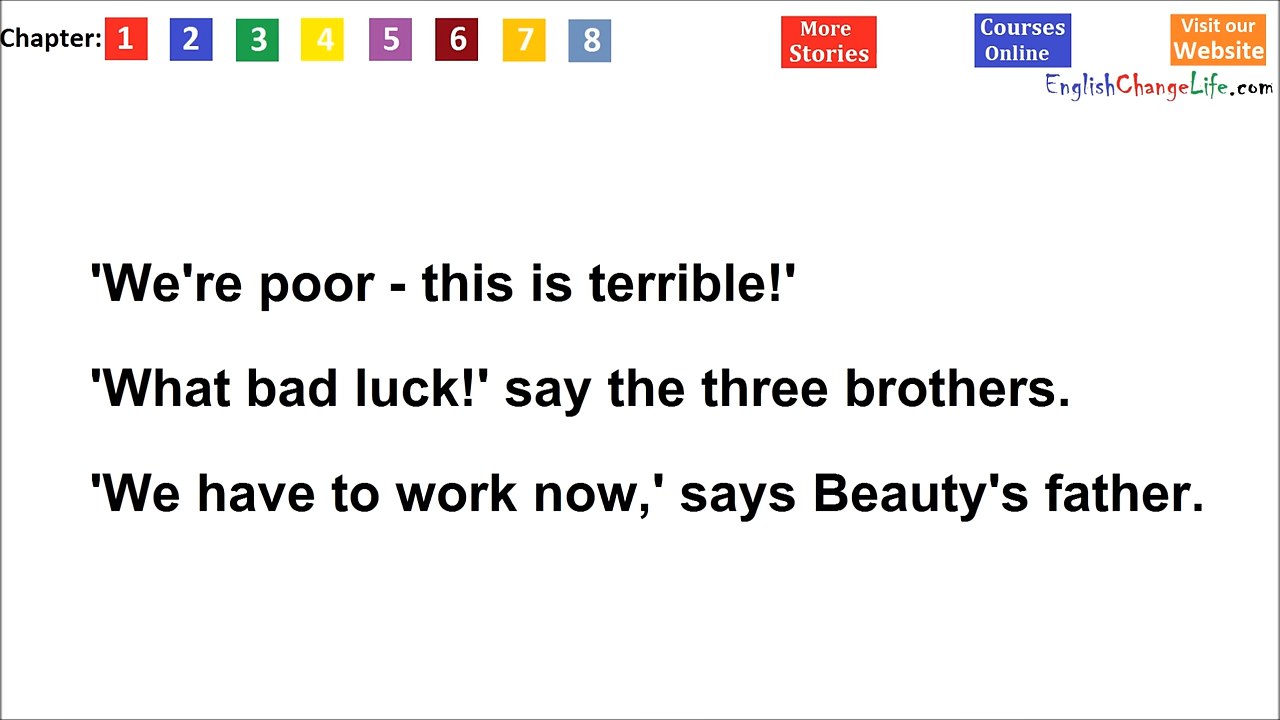 Chapter: 1 2 3 4 5 6 7 8
More Stories
Courses Online
Visit our Website
EnglishChangeLife.com
'We're poor - this is terrible!'
'What bad luck!' say the three brothers.
'We have to work now,' says Beauty's father.